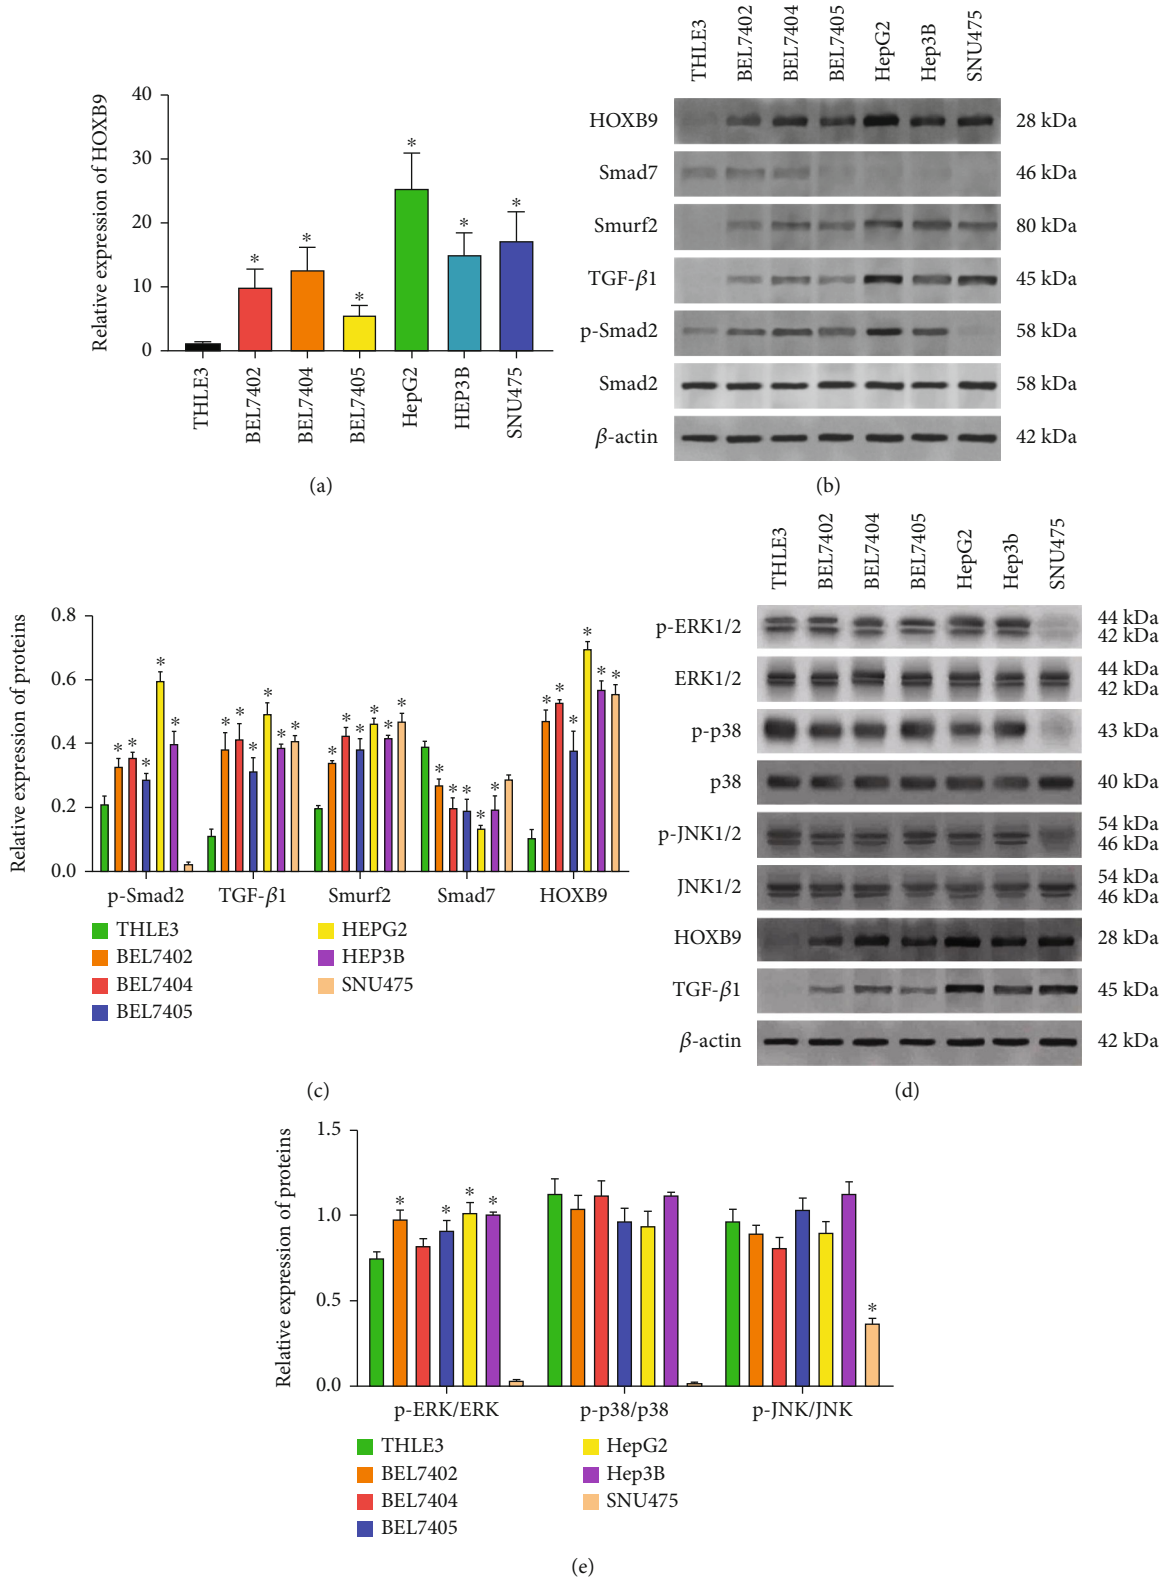 Relative expression of HOXB9
40
30
20
10
0
*
*
*
*
*
*
THLE3
BEL7402
BEL7404
BEL7405
HepG2
HEP3B
SNU475
(a)
THLE3
BEL7402
BEL7404
BEL7405
HepG2
Hep3B
SNU475
HOXB9 28 kDa
Smad7 46 kDa
Smurf2 80 kDa
TGF-β1 45 kDa
p-Smad2 58 kDa
Smad2 58 kDa
β-actin 42 kDa
(b)
Relative expression of proteins
0.8
0.6
0.4
0.2
0.0
* * * * *
* * * * * *
* * * * * *
* * * * *
* * * * * *
p-Smad2 TGF-β1 Smurf2 Smad7 HOXB9
THLE3
BEL7402
BEL7404
BEL7405
HEPG2
HEP3B
SNU475
(c)
THLE3
BEL7402
BEL7404
BEL7405
HepG2
Hep3b
SNU475
p-ERK1/2 44 kDa
42 kDa
ERK1/2 44 kDa
42 kDa
p-p38 43 kDa
p38 40 kDa
p-JNK1/2 54 kDa
46 kDa
JNK1/2 54 kDa
46 kDa
HOXB9 28 kDa
TGF-β1 45 kDa
β-actin 42 kDa
(d)
Relative expression of proteins
1.5
1.0
0.5
0.0
* * * *
*
p-ERK/ERK p-p38/p38 p-JNK/JNK
THLE3
BEL7402
BEL7404
BEL7405
HepG2
Hep3B
SNU475
(e)